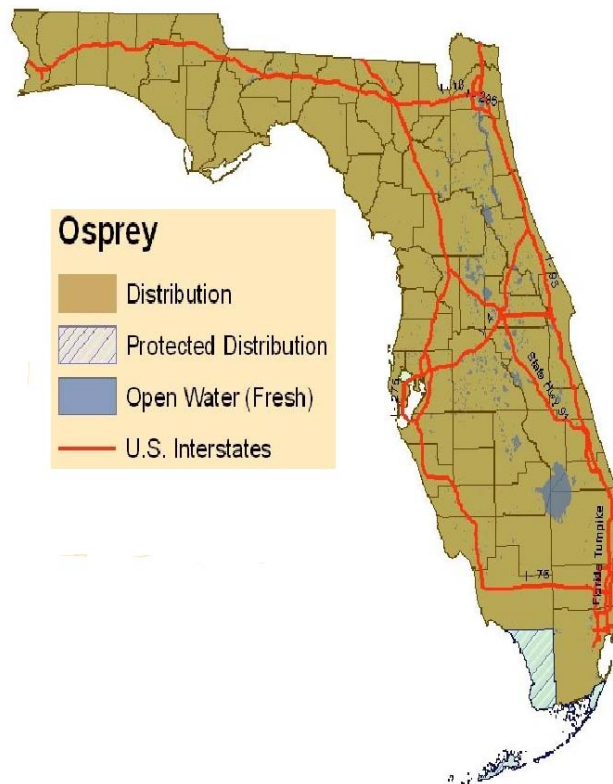 I-10
I-295
Osprey
Distribution
Protected Distribution
Open Water (Fresh)
U.S. Interstates
I-95
4
I-275
State Hwy 91
I-75
Florida Turnpike